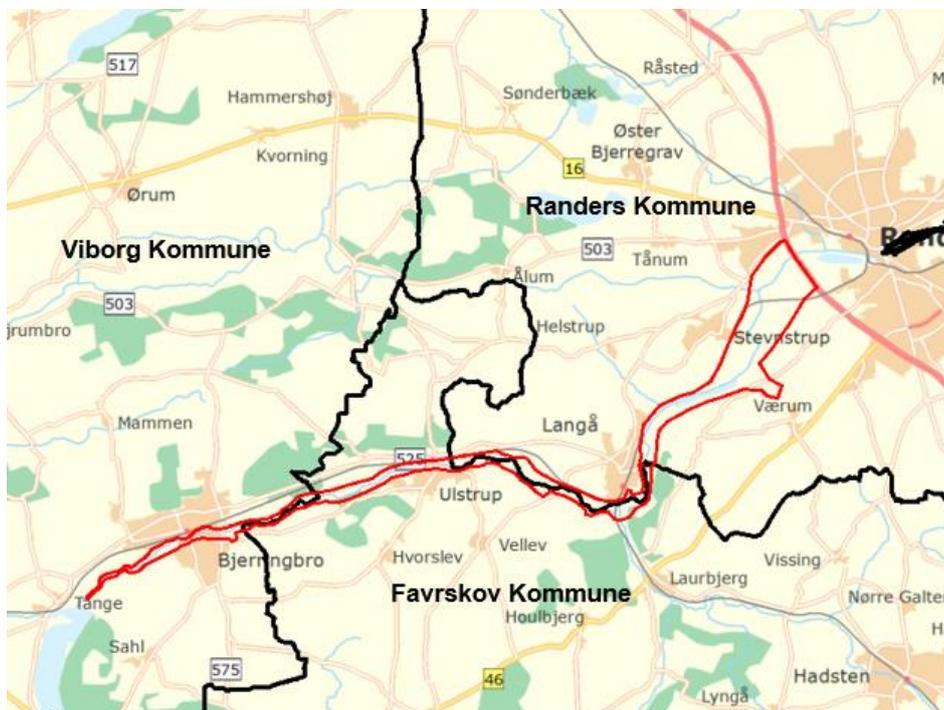 517
Råsted
Hammershøj
Sønderbæk
Øster
Bjerregrav
Kvorning
16
Ørum
Randers Kommune
Viborg Kommune
503
Tånum
Ålum
503
jrumbro
Helstrup
Stevnstrup
Mammen
Værum
Langå
525
Ulstrup
Bjerringbro
Hvorslev
Vellev
Vissing
Laurbjerg
Tange
Favrskov Kommune
Nørre Galten
Houlbjerg
Sahl
575
46
Hadsten
Lyngå